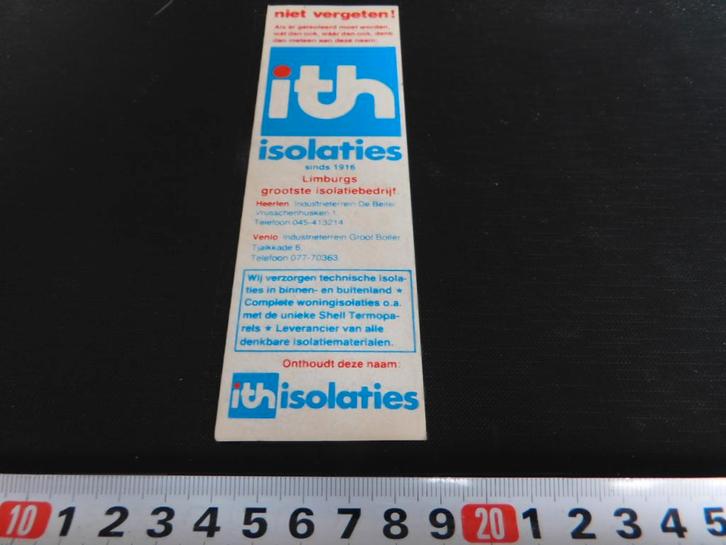 niet vergeten!
Als er geïsoleerd moet worden,
wát dan ook, wáár dan ook, denk
dan meteen aan deze naam:
ith
isolaties
sinds 1916
Limburgs
grootste isolatiebedrijf.
Heerlen Industrieterrein De Beitel
Vrusschenhusken 1
Telefoon 045-413214
Venlo Industrieterrein Groot Boller
Tjalkkade 6,
Telefoon 077-70363
Wij verzorgen technische isola-
ties in binnen- en buitenland ★
Complete woningisolaties o.a.
met de unieke Shell Termopa-
rels ★ Leverancier van alle
denkbare isolatiematerialen.
Onthoudt deze naam:
ith isolaties
10 1 2 3 4 5 6 7 8 9 20 1 2 3 4 5